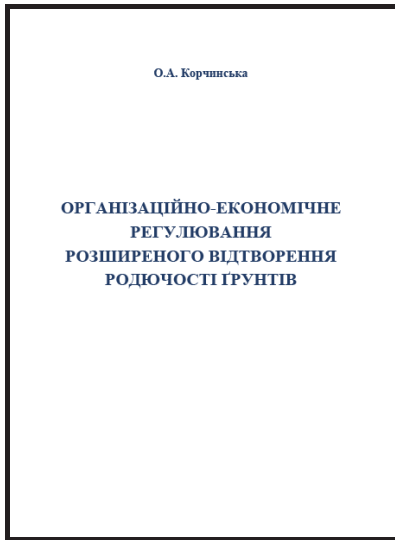 О.А. Корчинська
ОРГАНІЗАЦІЙНО-ЕКОНОМІЧНЕ
РЕГУЛЮВАННЯ
РОЗШИРЕНОГО ВІДТВОРЕННЯ
РОДЮЧОСТІ ҐРУНТІВ